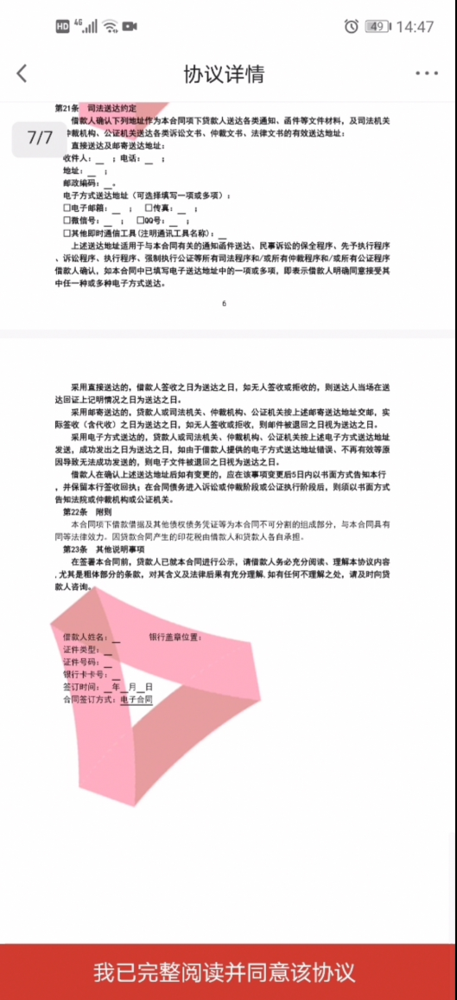 HD 4G 49 14:47
协议详情
7/7
第21条 司法送达约定
借款人确认下列地址作为本合同项下贷款人送达各类通知、函件等文件材料，及司法机关
仲裁机构、公证机关送达各类诉讼文书、仲裁文书、法律文书的有效送达地址：
直接送达及邮寄送达地址：
收件人：__；电话：__；
地址：__；
邮政编码：__。
电子方式送达地址（可选择填写一项或多项）：
□电子邮箱：__； □传真：__；
□微信号：__； □QQ号：__；
□其他即时通信工具(注明通讯工具名称)：__
上述送达地址适用于与本合同有关的通知函件送达、民事诉讼的保全程序、先予执行程序
、诉讼程序、执行程序、强制执行公证等所有司法程序和/或所有仲裁程序和/或所有公证程序
借款人确认，如本合同中已填写电子送达地址中的一项或多项，即表示借款人明确同意接受其
中任一种或多种电子方式送达。
6
采用直接送达的，借款人签收之日为送达之日，如无人签收或拒收的，则送达人当场在送
达回证上记明情况之日为送达之日。
采用邮寄送达的，贷款人或司法机关、仲裁机构、公证机关按上述邮寄送达地址交邮，实
际签收（含代收）之日为送达之日，如无人签收或拒收，则邮件被退回之日视为送达之日。
采用电子方式送达的，贷款人或司法机关、仲裁机构、公证机关按上述电子方式送达地址
发送，成功发出之日为送达之日，如由于借款人提供的电子方式送达地址错误、不再有效等原
因导致无法成功发送的，则电子文件被退回之日视为送达之日。
借款人在确认上述送达地址后如有变更的，应在该事项变更后5日内以书面方式告知本行
，并保留本行签收回执；在合同债务进入诉讼或仲裁阶段或公证执行阶段后，则须以书面方式
告知法院或仲裁机构或公证机关。
第22条 附则
本合同项下借款借据及其他债权债务凭证等为本合同不可分割的组成部分，与本合同具有
同等法律效力。因贷款合同产生的印花税由借款人和贷款人各自承担。
第23条 其他说明事项
在签署本合同前，贷款人已就本合同进行公示，请借款人务必充分阅读、理解本协议内容
,尤其是粗体部分的条款，对其含义及法律后果有充分理解,如有任何不理解之处，请及时向贷
款人咨询。
借款人姓名：__ 银行盖章位置：
证件类型：__
证件号码：__
银行卡卡号：__
签订时间：__年__月__日
合同签订方式：电子合同
我已完整阅读并同意该协议